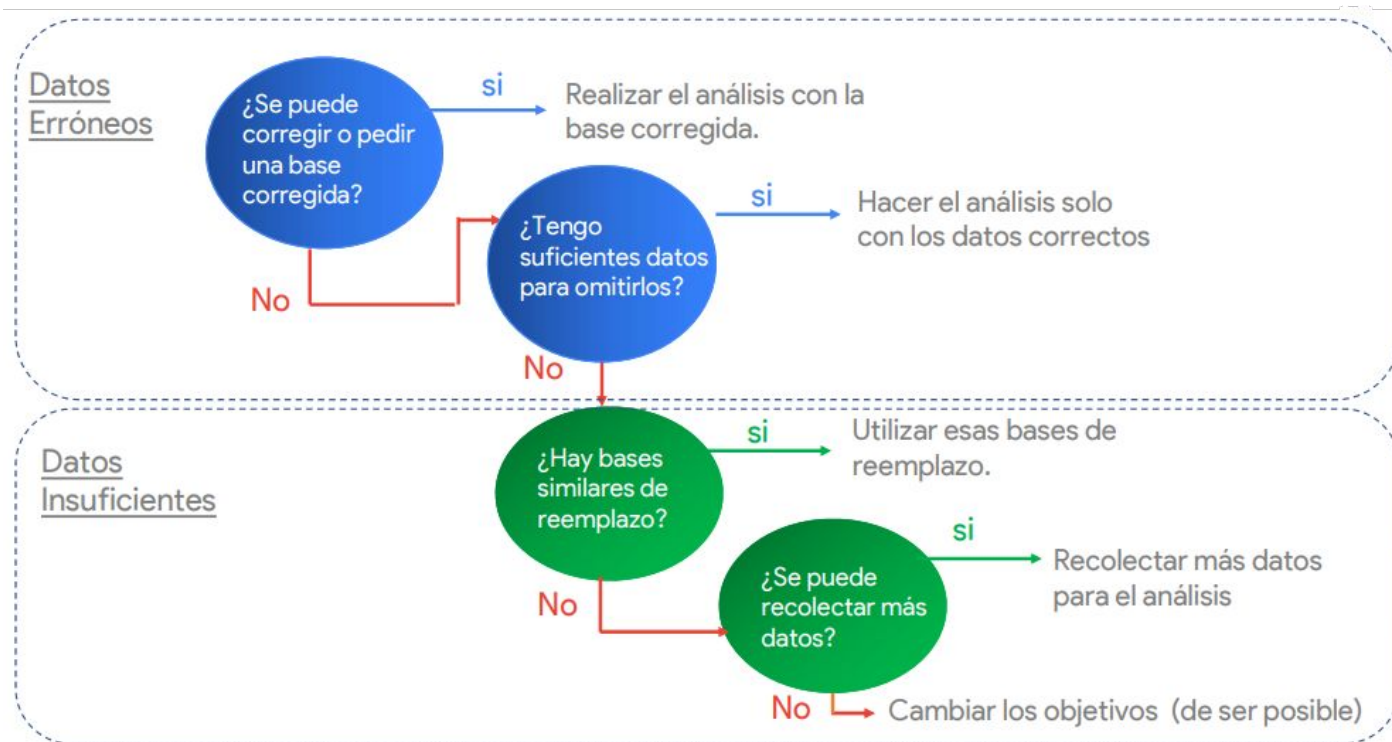 Datos
Erróneos
¿Se puede
corregir o pedir
una base
corregida?
si
Realizar el análisis con la
base corregida.
No
¿Tengo
suficientes datos
para omitirlos?
si
Hacer el análisis solo
con los datos correctos
No
Datos
Insuficientes
¿Hay bases
similares de
reemplazo?
si
Utilizar esas bases de
reemplazo.
No
¿Se puede
recolectar más
datos?
si
Recolectar más datos
para el análisis
No
Cambiar los objetivos (de ser posible)